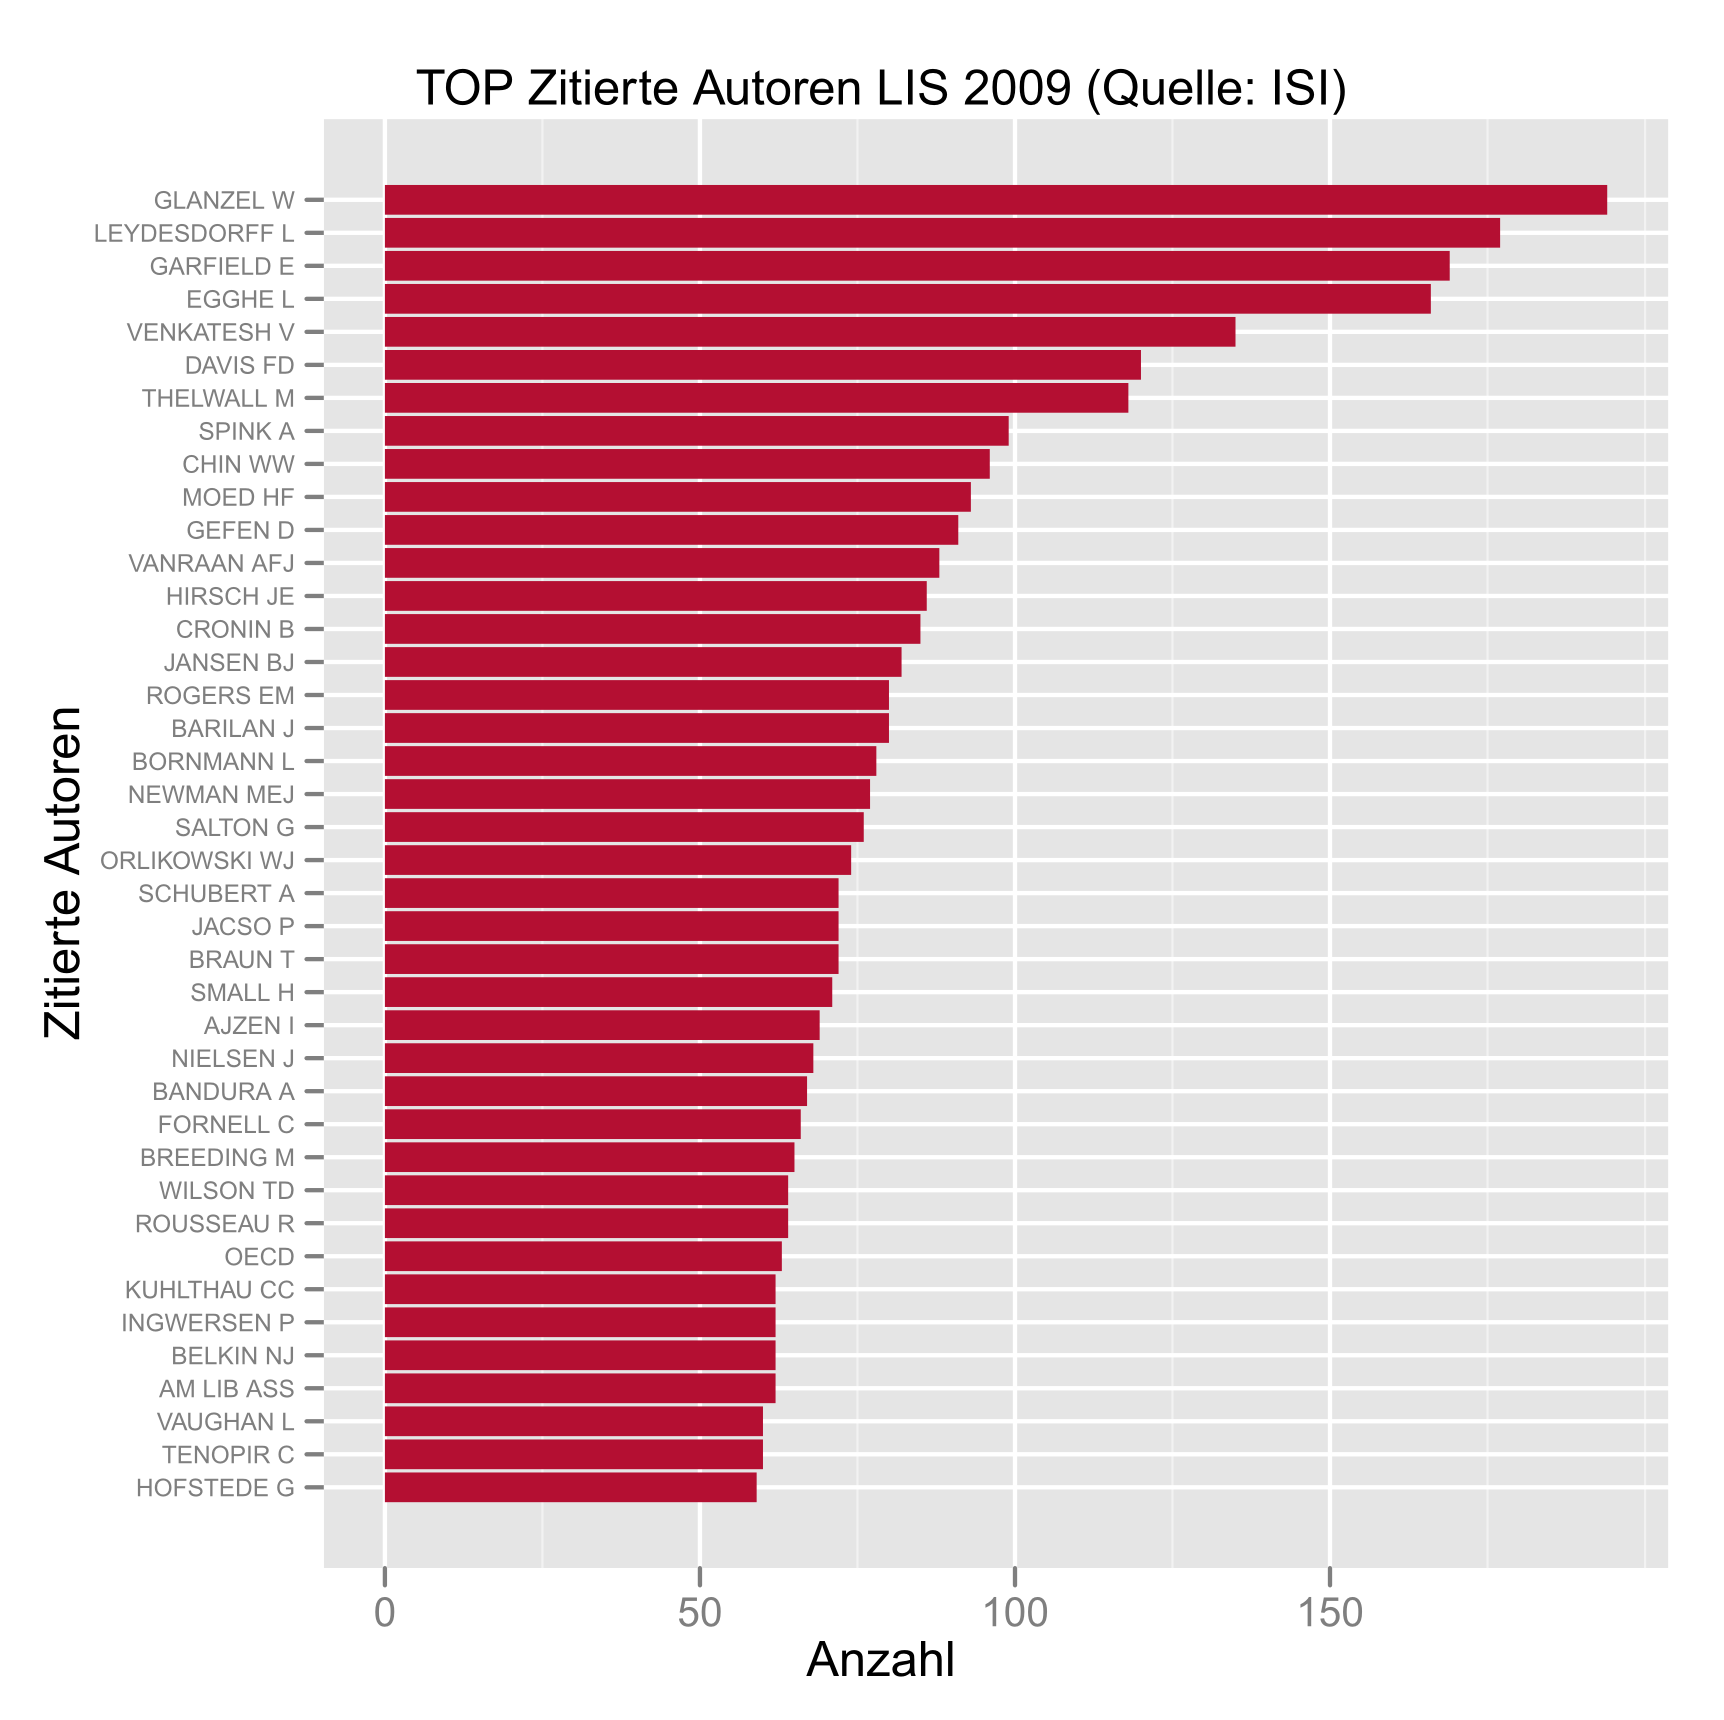 TOP Zitierte Autoren LIS 2009 (Quelle: ISI)
Zitierte Autoren
GLANZEL W
LEYDESDORFF L
GARFIELD E
EGGHE L
VENKATESH V
DAVIS FD
THELWALL M
SPINK A
CHIN WW
MOED HF
GEFEN D
VANRAAN AFJ
HIRSCH JE
CRONIN B
JANSEN BJ
ROGERS EM
BARILAN J
BORNMANN L
NEWMAN MEJ
SALTON G
ORLIKOWSKI WJ
SCHUBERT A
JACSO P
BRAUN T
SMALL H
AJZEN I
NIELSEN J
BANDURA A
FORNELL C
BREEDING M
WILSON TD
ROUSSEAU R
OECD
KUHLTHAU CC
INGWERSEN P
BELKIN NJ
AM LIB ASS
VAUGHAN L
TENOPIR C
HOFSTEDE G
0 50 100 150
Anzahl